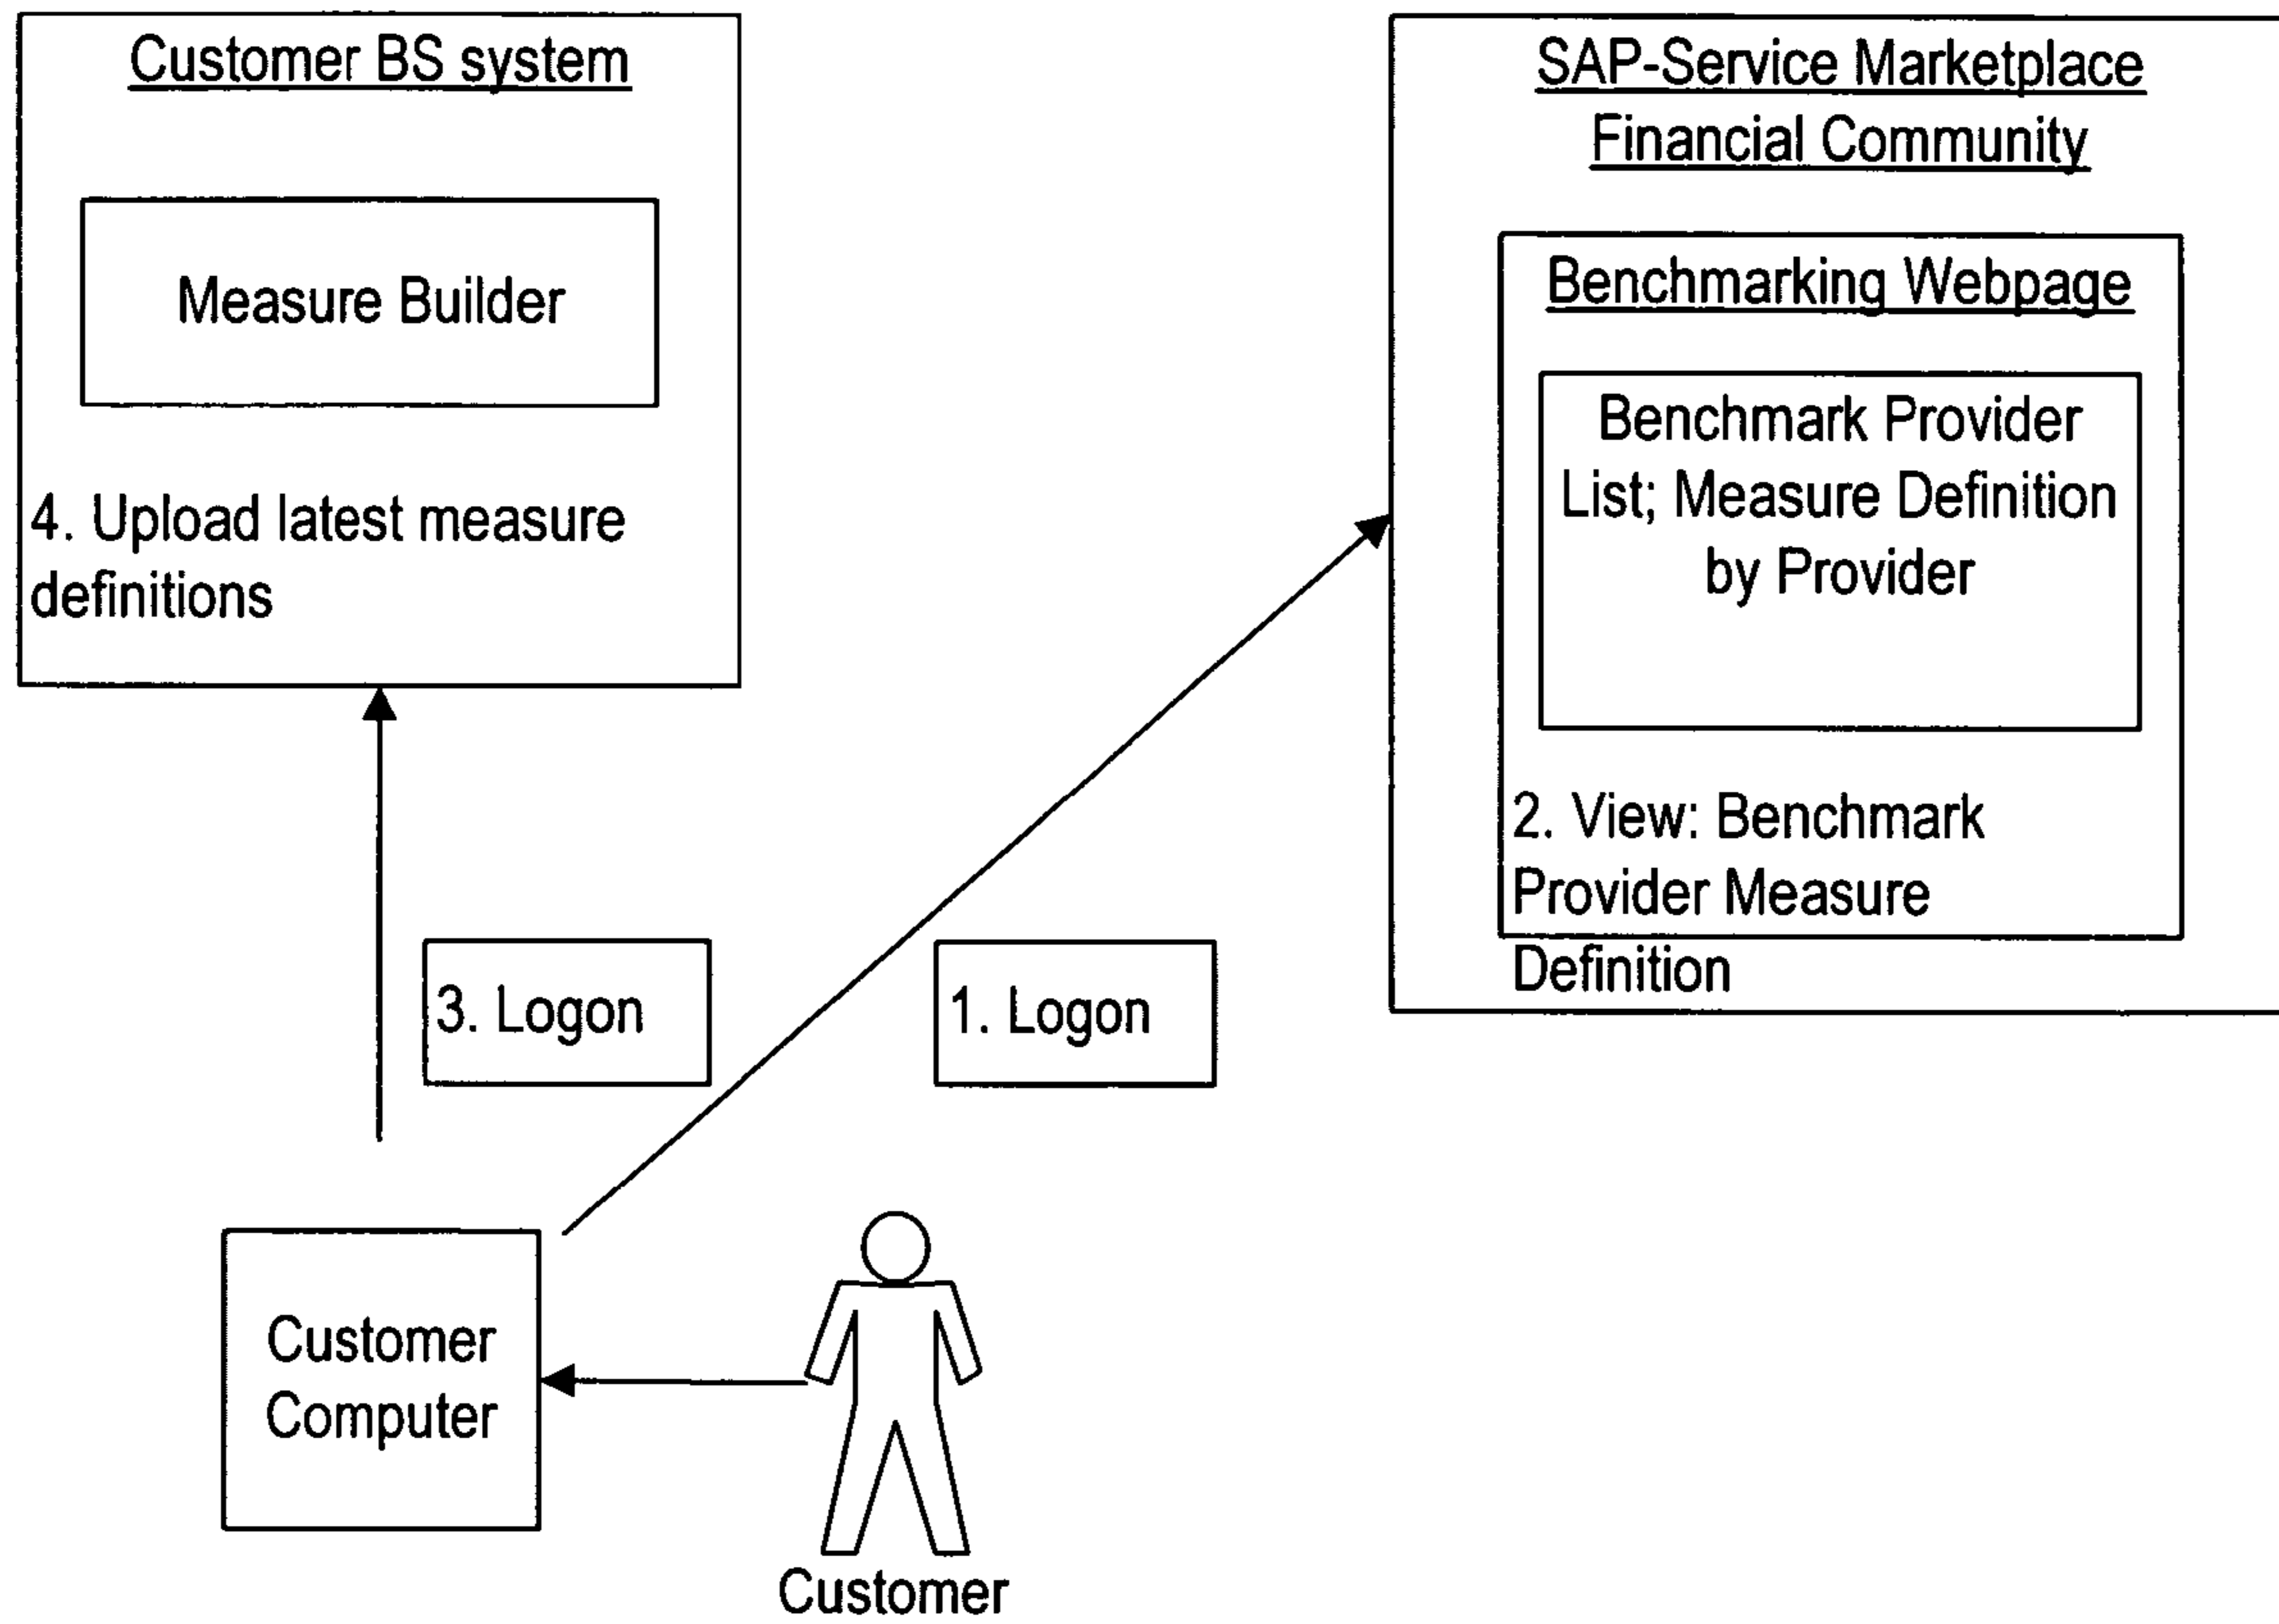 Customer BS system
Measure Builder
4. Upload latest measure
definitions
SAP-Service Marketplace
Financial Community
Benchmarking Webpage
Benchmark Provider
List; Measure Definition
by Provider
2. View: Benchmark
Provider Measure
Definition
3. Logon
1. Logon
Customer
Computer
Customer